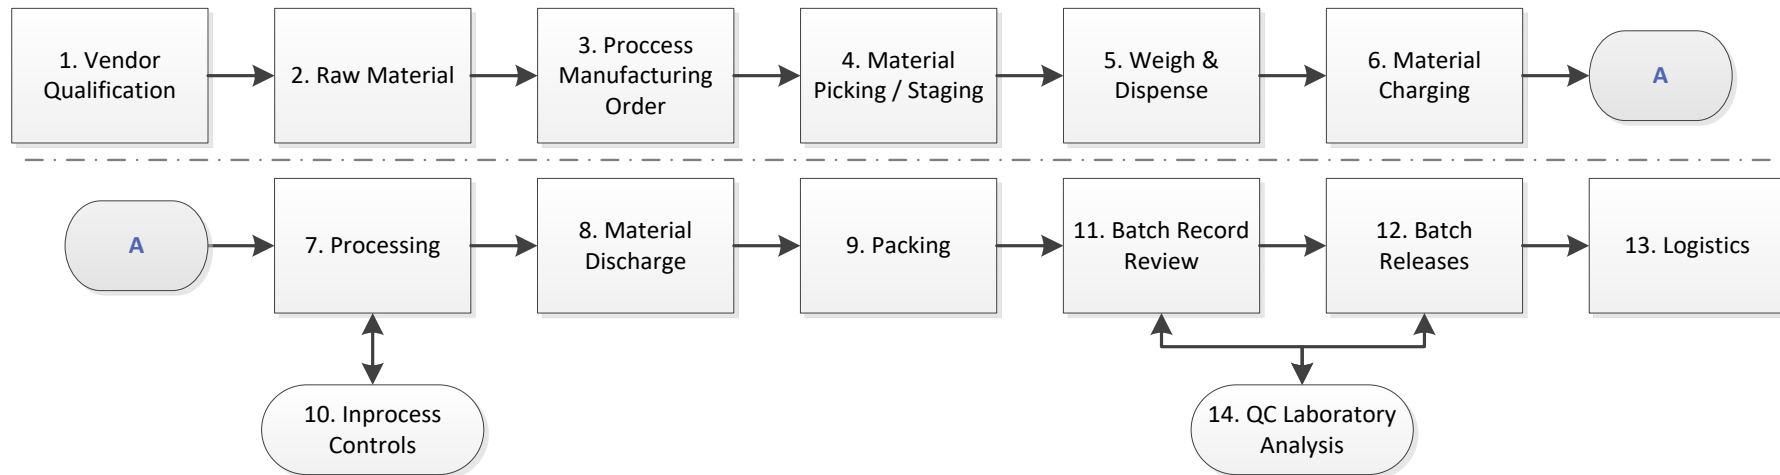 1. Vendor
Qualification
2. Raw Material
3. Proccess
Manufacturing
Order
4. Material
Picking / Staging
5. Weigh &
Dispense
6. Material
Charging
A
A
7. Processing
8. Material
Discharge
9. Packing
11. Batch Record
Review
12. Batch
Releases
13. Logistics
10. Inprocess
Controls
14. QC Laboratory
Analysis